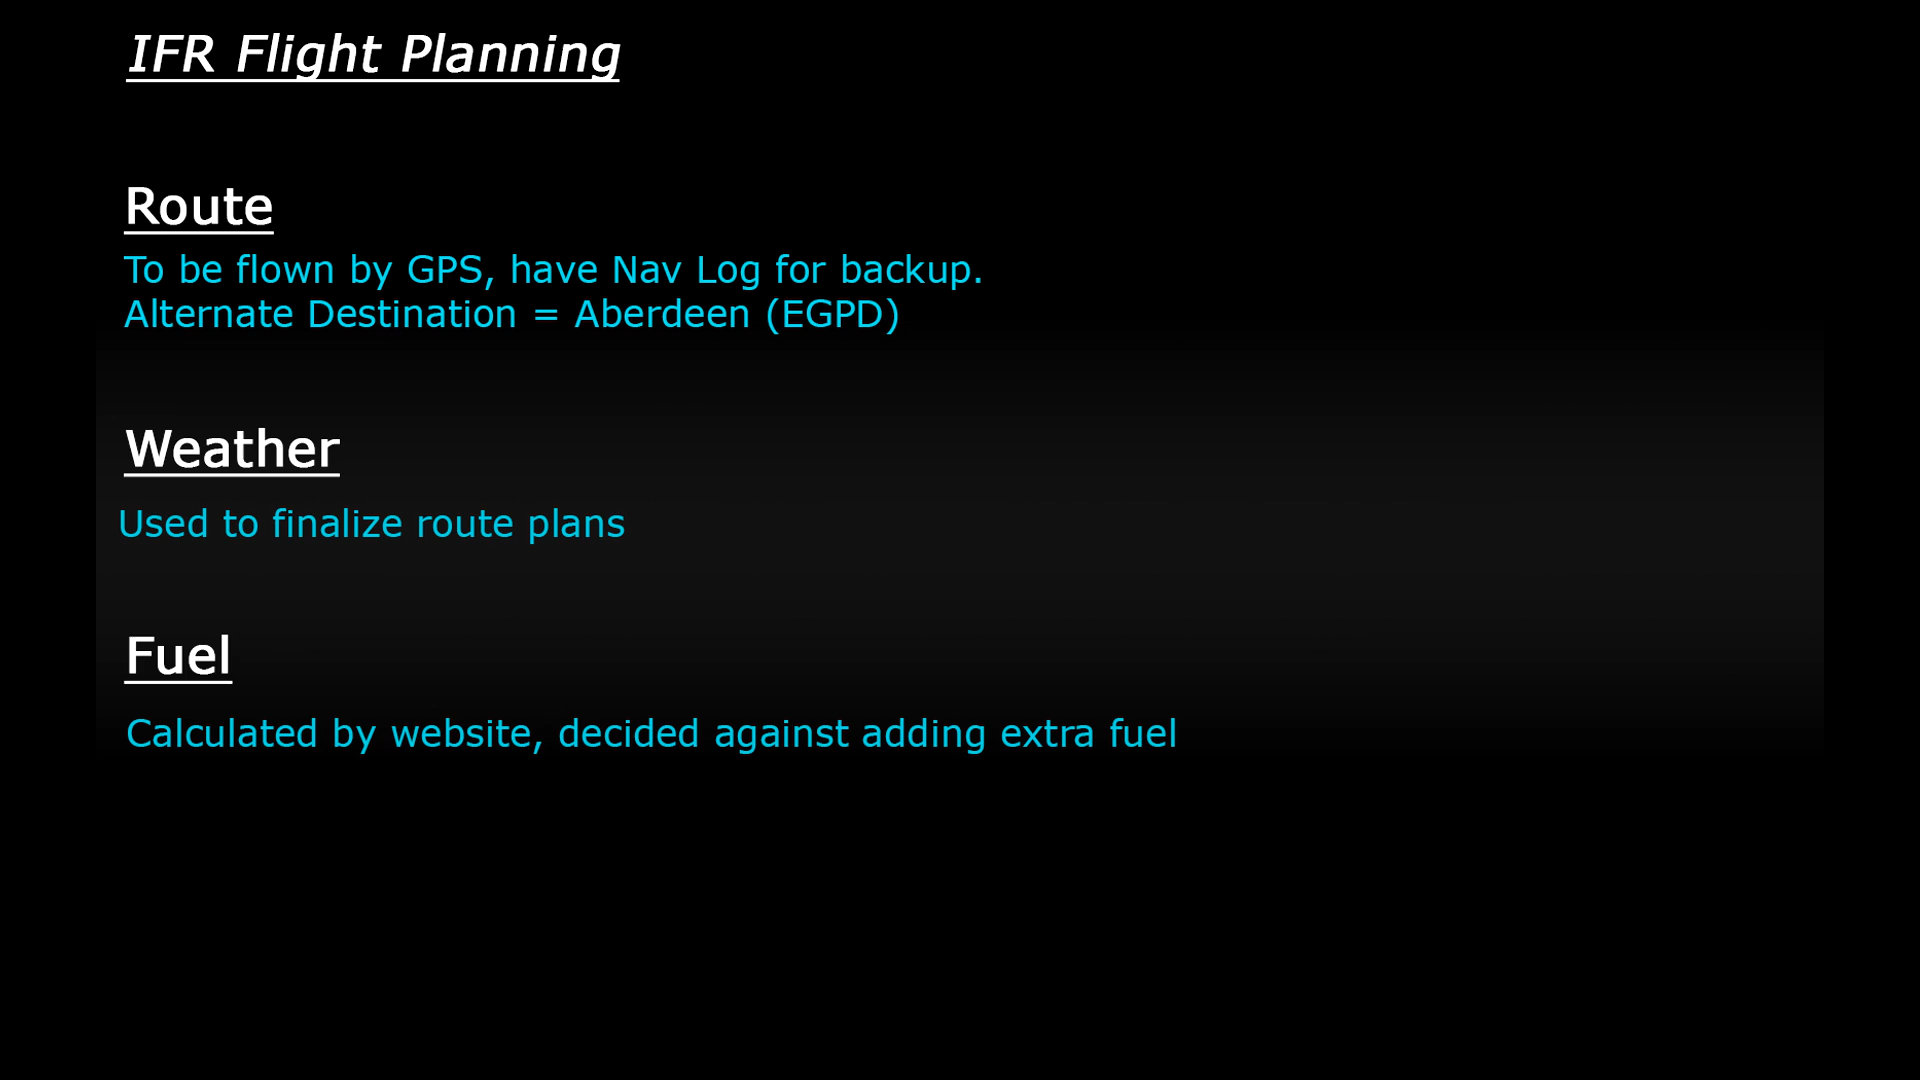 IFR Flight Planning
Route
To be flown by GPS, have Nav Log for backup.
Alternate Destination = Aberdeen (EGPD)
Weather
Used to finalize route plans
Fuel
Calculated by website, decided against adding extra fuel